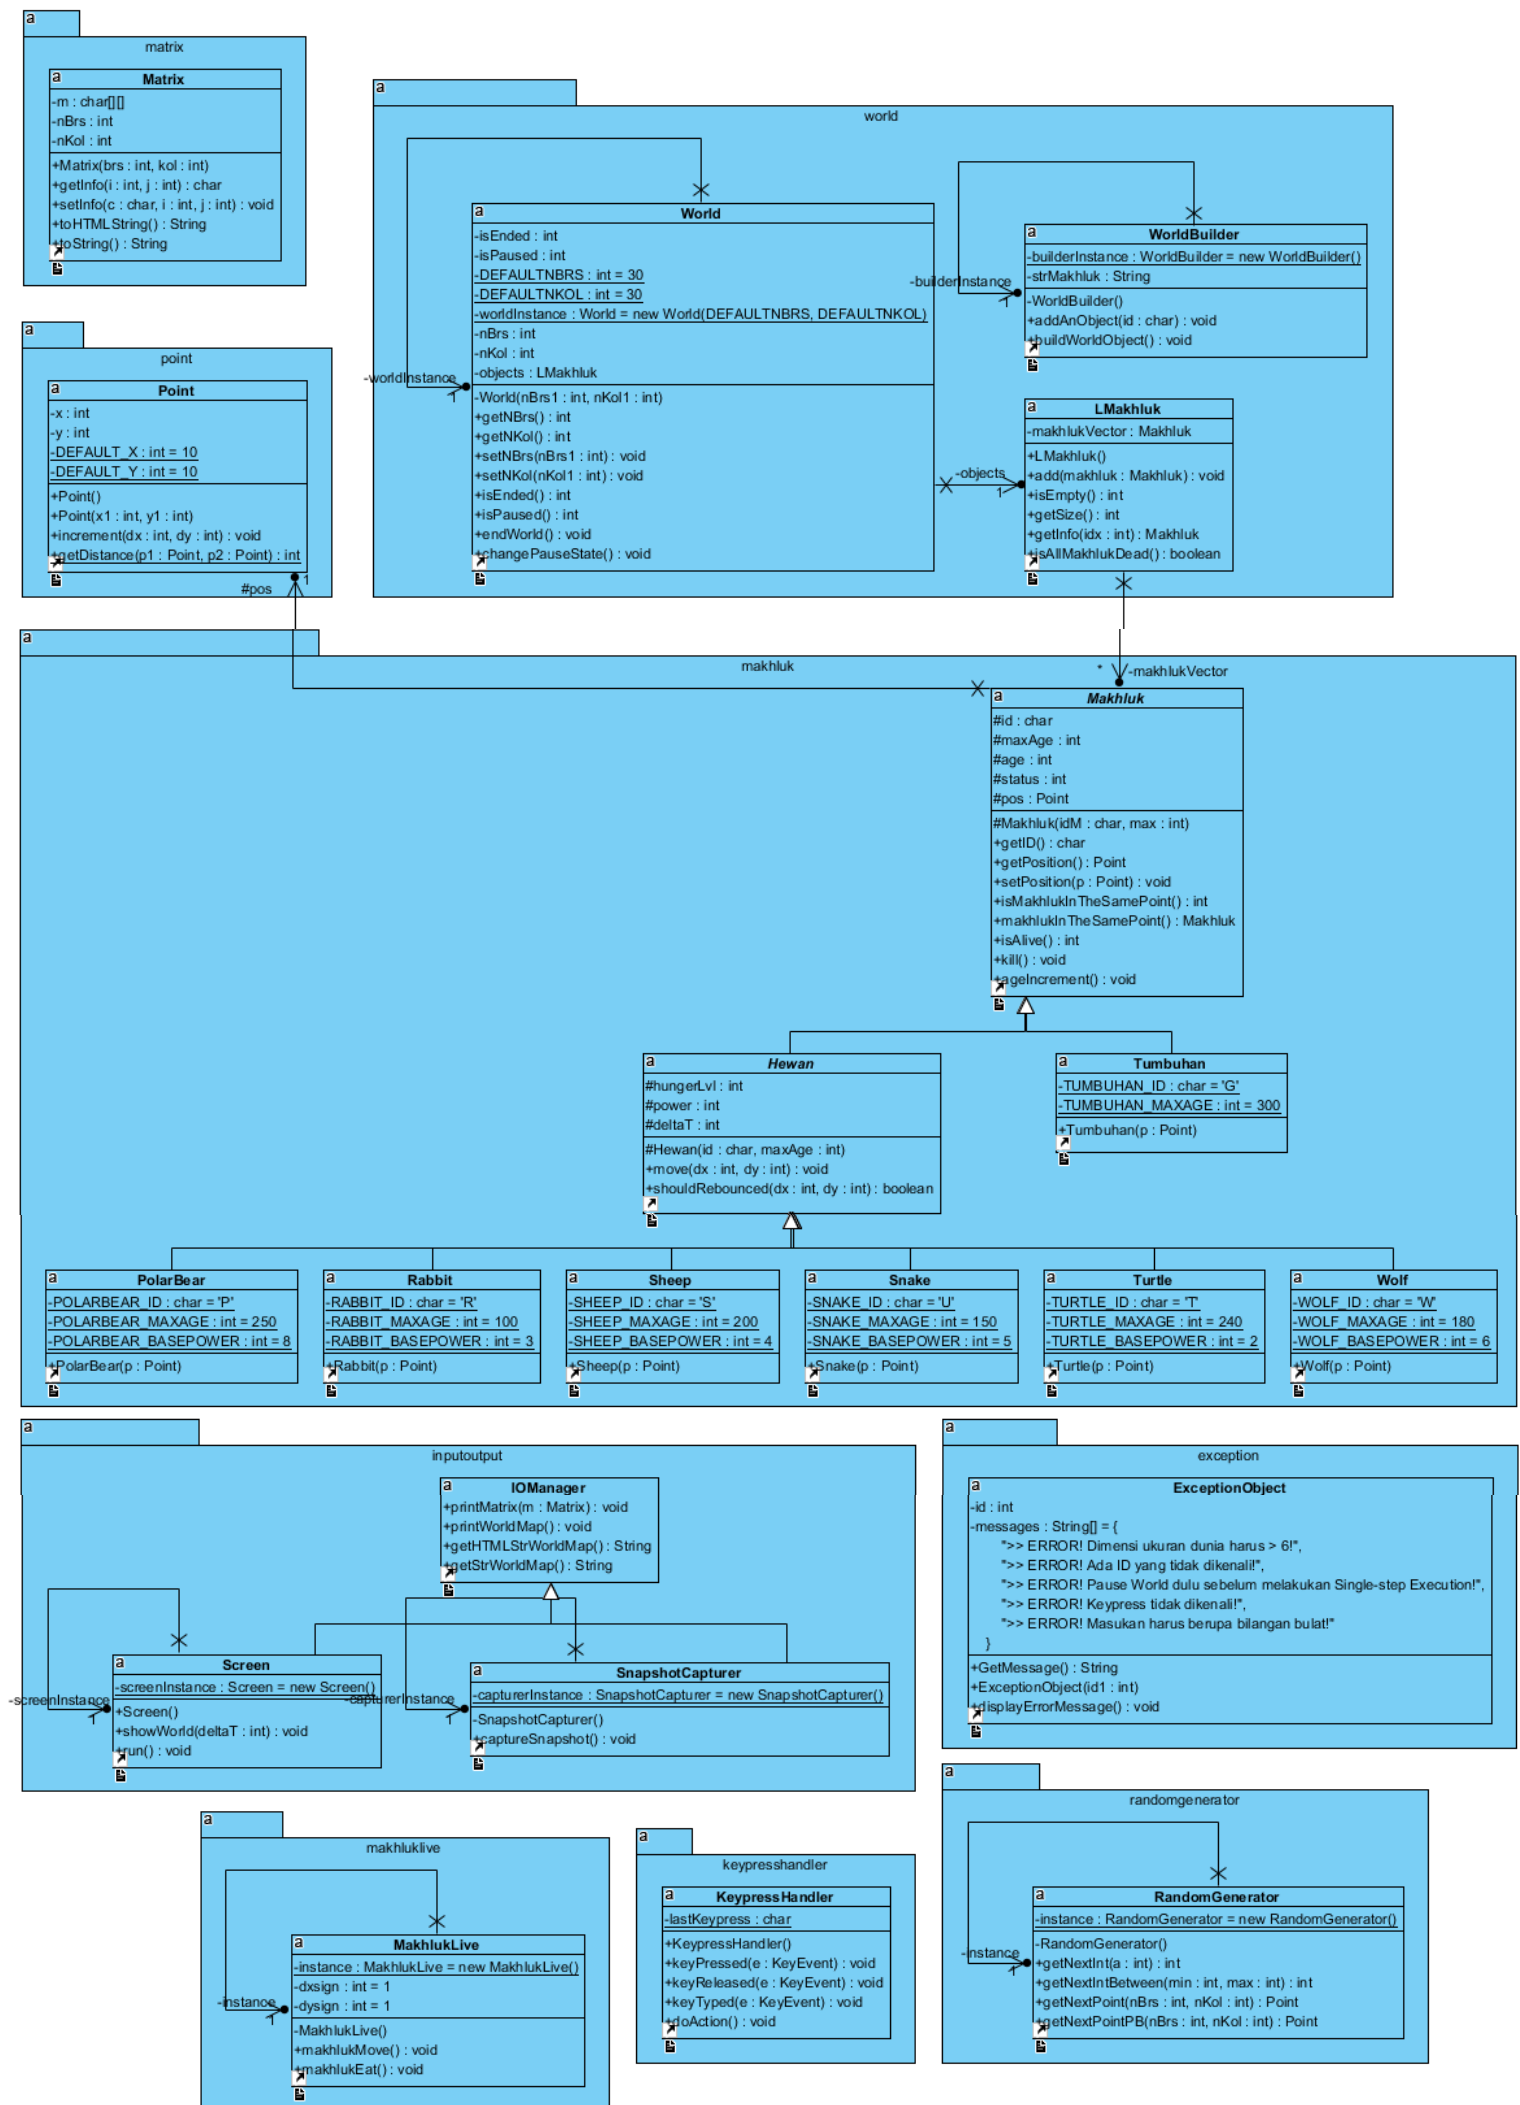 a
matrix
a
Matrix
-m : char[][]
-nBrs : int
-nKol : int
+Matrix(brs : int, kol : int)
+getInfo(i : int, j : int) : char
+setInfo(c : char, i : int, j : int) : void
+toHTMLString() : String
+toString() : String
a
point
a
Point
-x : int
-y : int
-DEFAULT_X : int = 10
-DEFAULT_Y : int = 10
+Point()
+Point(x1 : int, y1 : int)
+increment(dx : int, dy : int) : void
+getDistance(p1 : Point, p2 : Point) : int
#pos
1
a
world
a
World
-isEnded : int
-isPaused : int
-DEFAULTNBRS : int = 30
-DEFAULTNKOL : int = 30
-worldInstance : World = new World(DEFAULTNBRS, DEFAULTNKOL)
-nBrs : int
-nKol : int
-objects : LMakhluk
-World(nBrs1 : int, nKol1 : int)
+getNBrs() : int
+getNKol() : int
+setNBrs(nBrs1 : int) : void
+setNKol(nKol1 : int) : void
+isEnded() : int
+isPaused() : int
+endWorld() : void
+changePauseState() : void
-worldInstance
1
a
WorldBuilder
-builderInstance : WorldBuilder = new WorldBuilder()
-strMakhluk : String
-WorldBuilder()
+addAnObject(id : char) : void
+buildWorldObject() : void
-builderInstance
1
a
LMakhluk
-makhlukVector : Makhluk
+LMakhluk()
+add(makhluk : Makhluk) : void
+isEmpty() : int
+getSize() : int
+getInfo(idx : int) : Makhluk
+isAllMakhlukDead() : boolean
-objects
1
a
makhluk
* -makhlukVector
a
Makhluk
#id : char
#maxAge : int
#age : int
#status : int
#pos : Point
#Makhluk(idM : char, max : int)
+getID() : char
+getPosition() : Point
+setPosition(p : Point) : void
+isMakhlukInTheSamePoint() : int
+makhlukInTheSamePoint() : Makhluk
+isAlive() : int
+kill() : void
+ageIncrement() : void
a
Hewan
#hungerLvl : int
#power : int
#deltaT : int
#Hewan(id : char, maxAge : int)
+move(dx : int, dy : int) : void
+shouldRebounced(dx : int, dy : int) : boolean
a
Tumbuhan
-TUMBUHAN_ID : char = 'G'
-TUMBUHAN_MAXAGE : int = 300
+Tumbuhan(p : Point)
a
PolarBear
-POLARBEAR_ID : char = 'P'
-POLARBEAR_MAXAGE : int = 250
-POLARBEAR_BASEPOWER : int = 8
+PolarBear(p : Point)
a
Rabbit
-RABBIT_ID : char = 'R'
-RABBIT_MAXAGE : int = 100
-RABBIT_BASEPOWER : int = 3
+Rabbit(p : Point)
a
Sheep
-SHEEP_ID : char = 'S'
-SHEEP_MAXAGE : int = 200
-SHEEP_BASEPOWER : int = 4
+Sheep(p : Point)
a
Snake
-SNAKE_ID : char = 'U'
-SNAKE_MAXAGE : int = 150
-SNAKE_BASEPOWER : int = 5
+Snake(p : Point)
a
Turtle
-TURTLE_ID : char = 'T'
-TURTLE_MAXAGE : int = 240
-TURTLE_BASEPOWER : int = 2
+Turtle(p : Point)
a
Wolf
-WOLF_ID : char = 'W'
-WOLF_MAXAGE : int = 180
-WOLF_BASEPOWER : int = 6
+Wolf(p : Point)
a
inputoutput
a
IOManager
+printMatrix(m : Matrix) : void
+printWorldMap() : void
+getHTMLStrWorldMap() : String
+getStrWorldMap() : String
a
Screen
-screenInstance : Screen = new Screen()
+Screen()
+showWorld(deltaT : int) : void
+run() : void
-screenInstance
1
a
SnapshotCapturer
-capturerInstance : SnapshotCapturer = new SnapshotCapturer()
-SnapshotCapturer()
+captureSnapshot() : void
-capturerInstance
1
a
exception
a
ExceptionObject
-id : int
-messages : String[] = {
">> ERROR! Dimensi ukuran dunia harus > 6!",
">> ERROR! Ada ID yang tidak dikenali!",
">> ERROR! Pause World dulu sebelum melakukan Single-step Execution!",
">> ERROR! Keypress tidak dikenali!",
">> ERROR! Masukan harus berupa bilangan bulat!"
}
+GetMessage() : String
+ExceptionObject(id1 : int)
+displayErrorMessage() : void
a
makhluklive
a
MakhlukLive
-instance : MakhlukLive = new MakhlukLive()
-dxsign : int = 1
-dysign : int = 1
-MakhlukLive()
+makhlukMove() : void
+makhlukEat() : void
-instance
1
a
keypresshandler
a
KeypressHandler
-lastKeypress : char
+KeypressHandler()
+keyPressed(e : KeyEvent) : void
+keyReleased(e : KeyEvent) : void
+keyTyped(e : KeyEvent) : void
+doAction() : void
a
randomgenerator
a
RandomGenerator
-instance : RandomGenerator = new RandomGenerator()
-RandomGenerator()
+getNextInt(a : int) : int
+getNextIntBetween(min : int, max : int) : int
+getNextPoint(nBrs : int, nKol : int) : Point
+getNextPointPB(nBrs : int, nKol : int) : Point
-instance
1